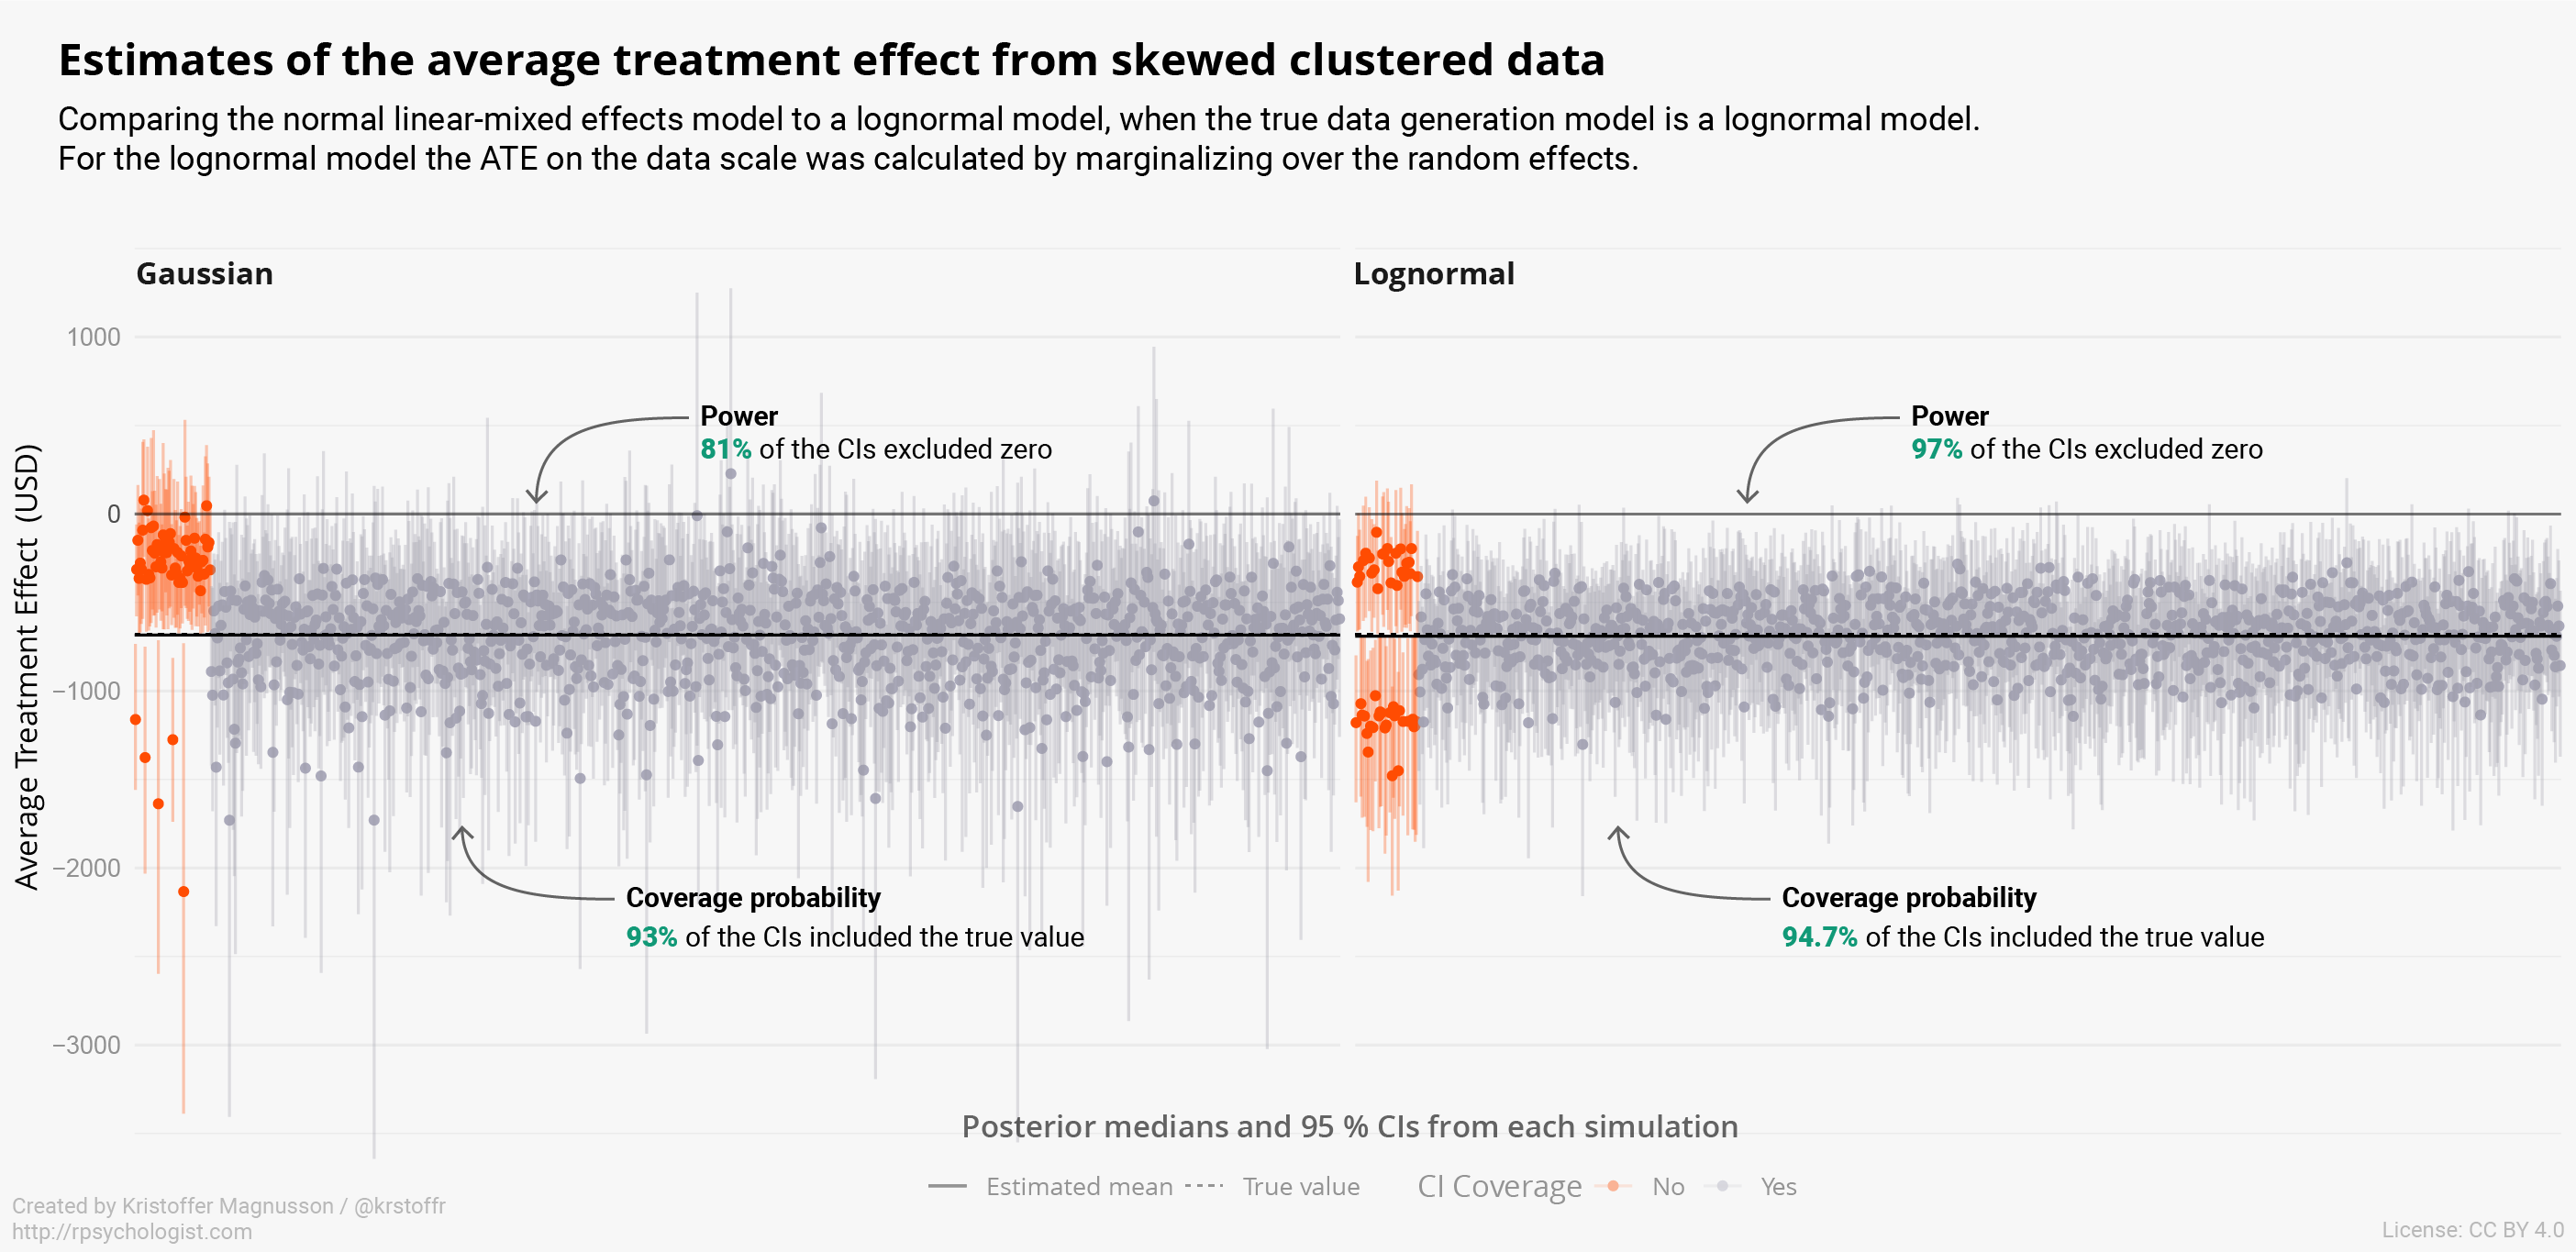 Estimates of the average treatment effect from skewed clustered data
Comparing the normal linear-mixed effects model to a lognormal model, when the true data generation model is a lognormal model.
For the lognormal model the ATE on the data scale was calculated by marginalizing over the random effects.
Gaussian
Lognormal
Average Treatment Effect (USD)
1000
0
−1000
−2000
−3000
Power
81% of the CIs excluded zero
Coverage probability
93% of the CIs included the true value
Power
97% of the CIs excluded zero
Coverage probability
94.7% of the CIs included the true value
Posterior medians and 95 % CIs from each simulation
Estimated mean True value CI Coverage No Yes
Created by Kristoffer Magnusson / @krstoffr
http://rpsychologist.com
License: CC BY 4.0